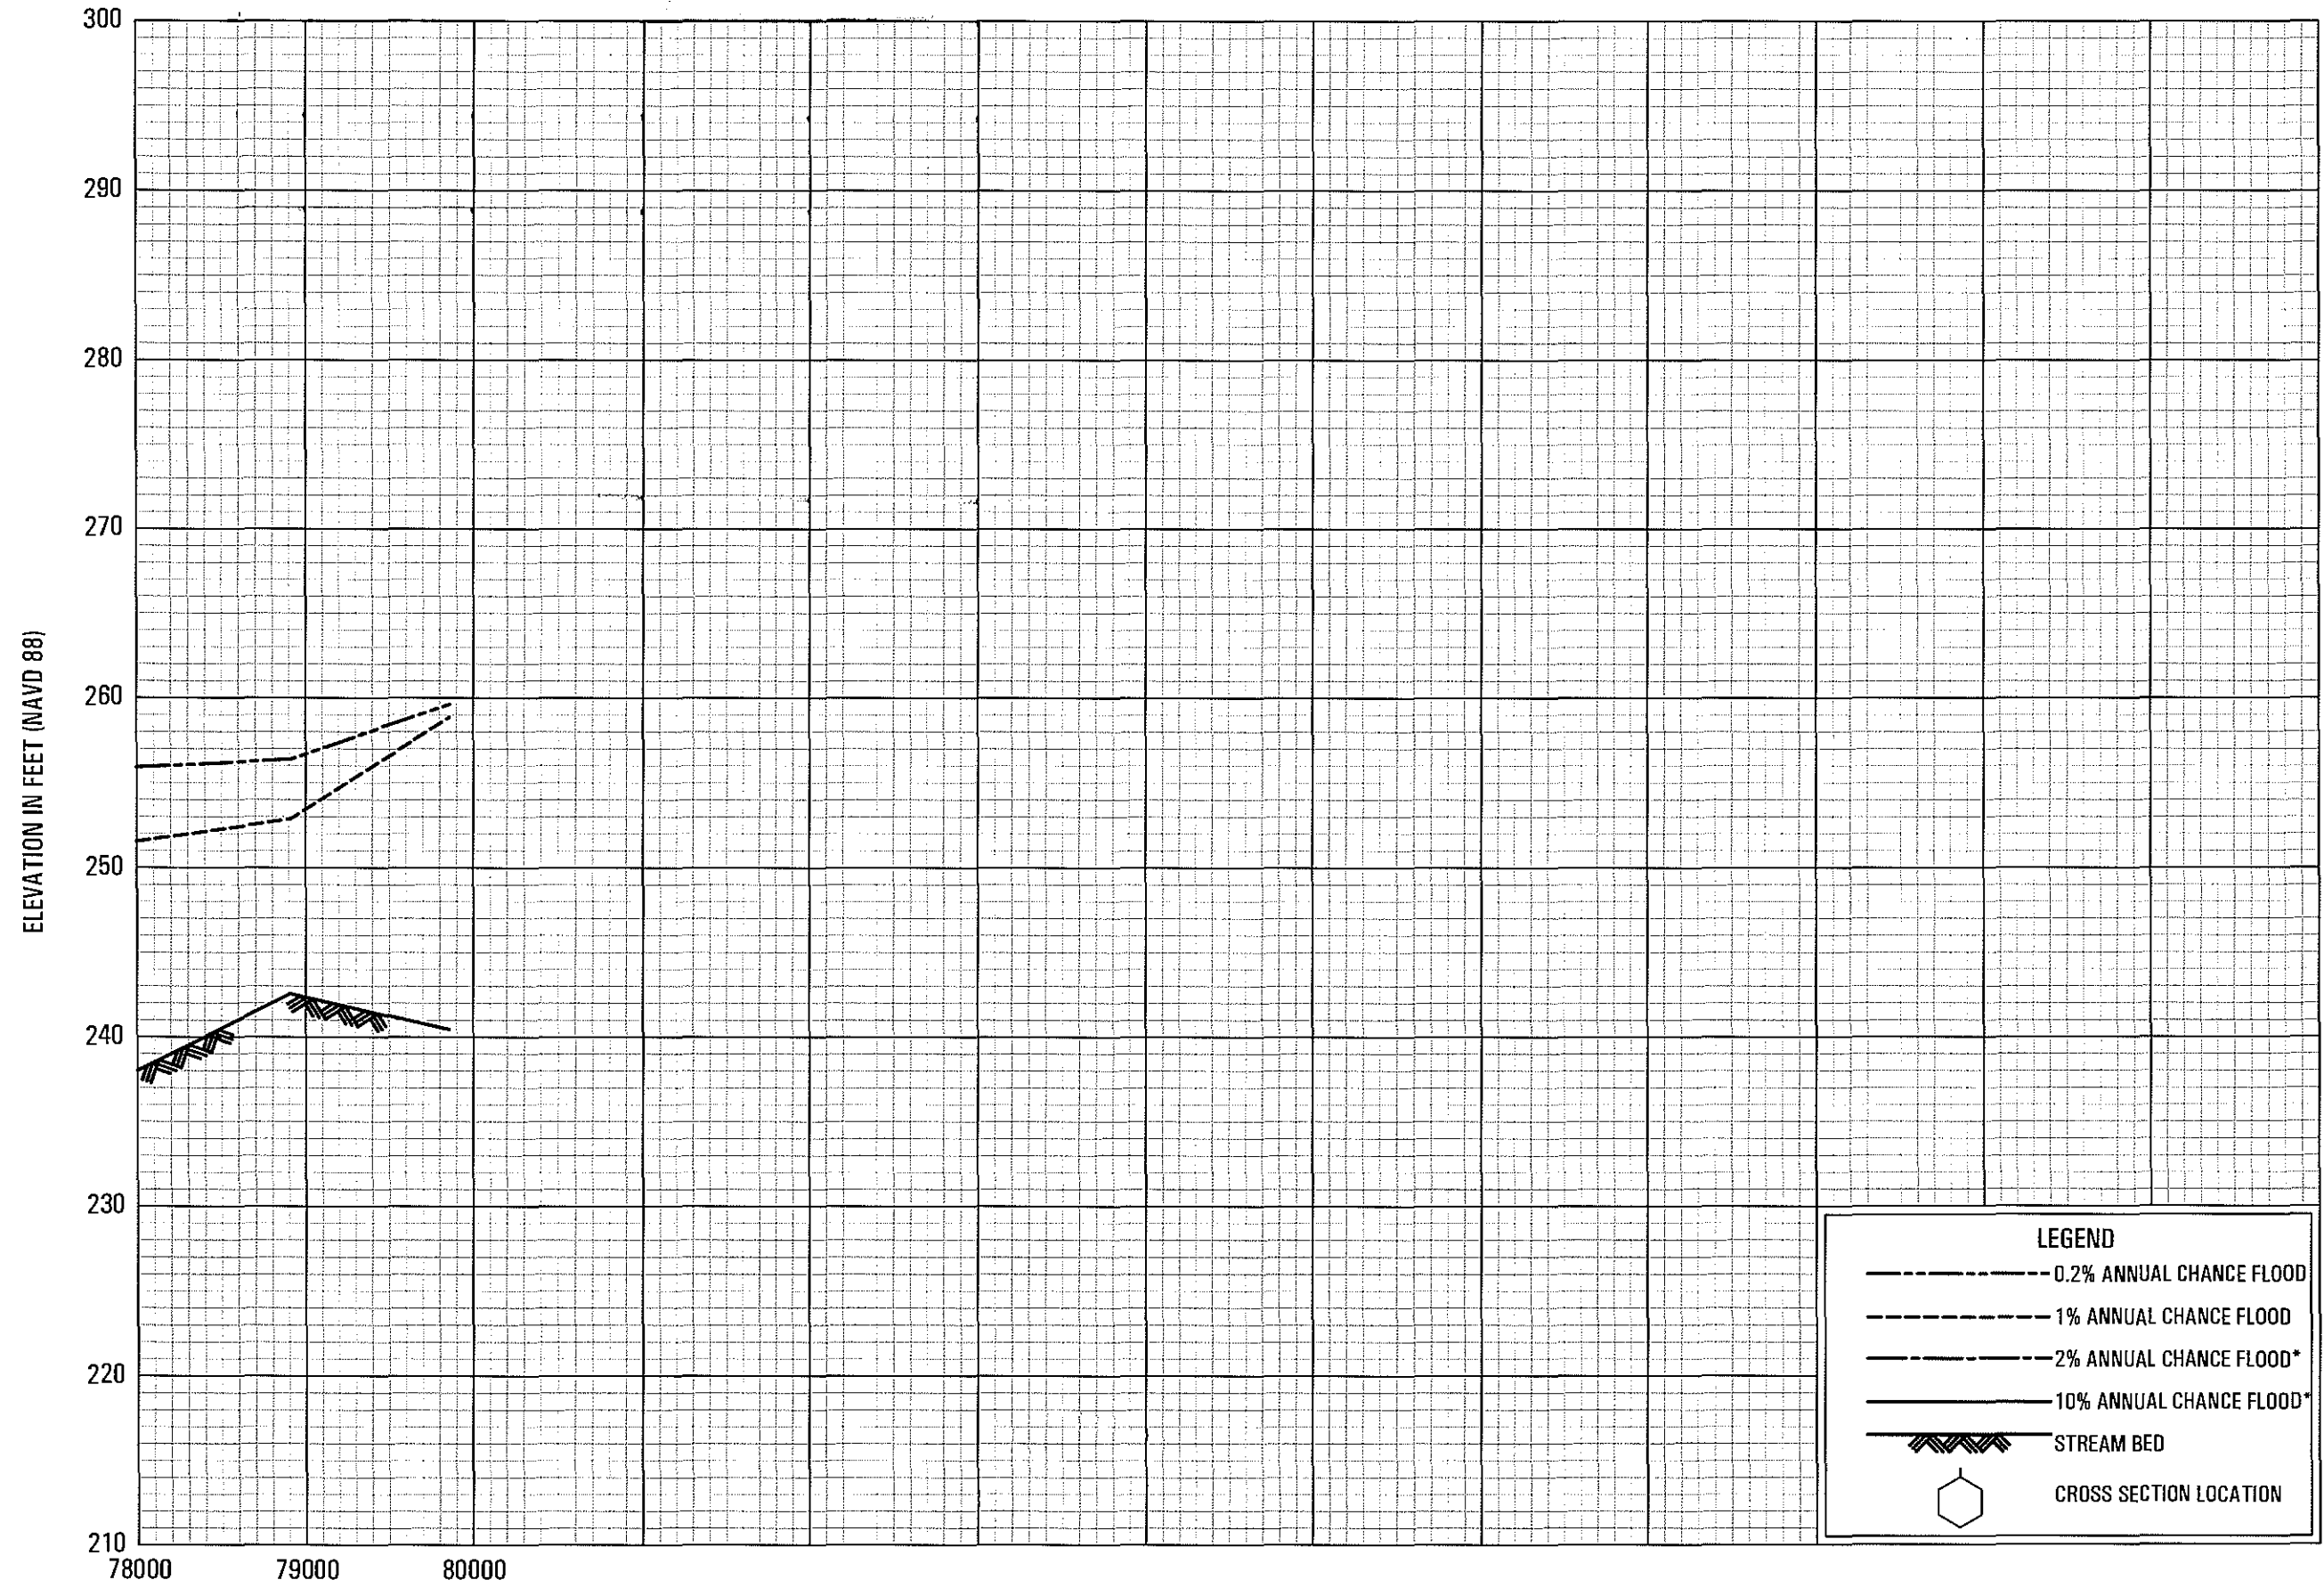 300
290
280
270
260
250
240
230
220
210
ELEVATION IN FEET (NAVD 88)
78000
79000
80000
LEGEND
0.2% ANNUAL CHANCE FLOOD
1% ANNUAL CHANCE FLOOD
2% ANNUAL CHANCE FLOOD*
10% ANNUAL CHANCE FLOOD*
STREAM BED
CROSS SECTION LOCATION